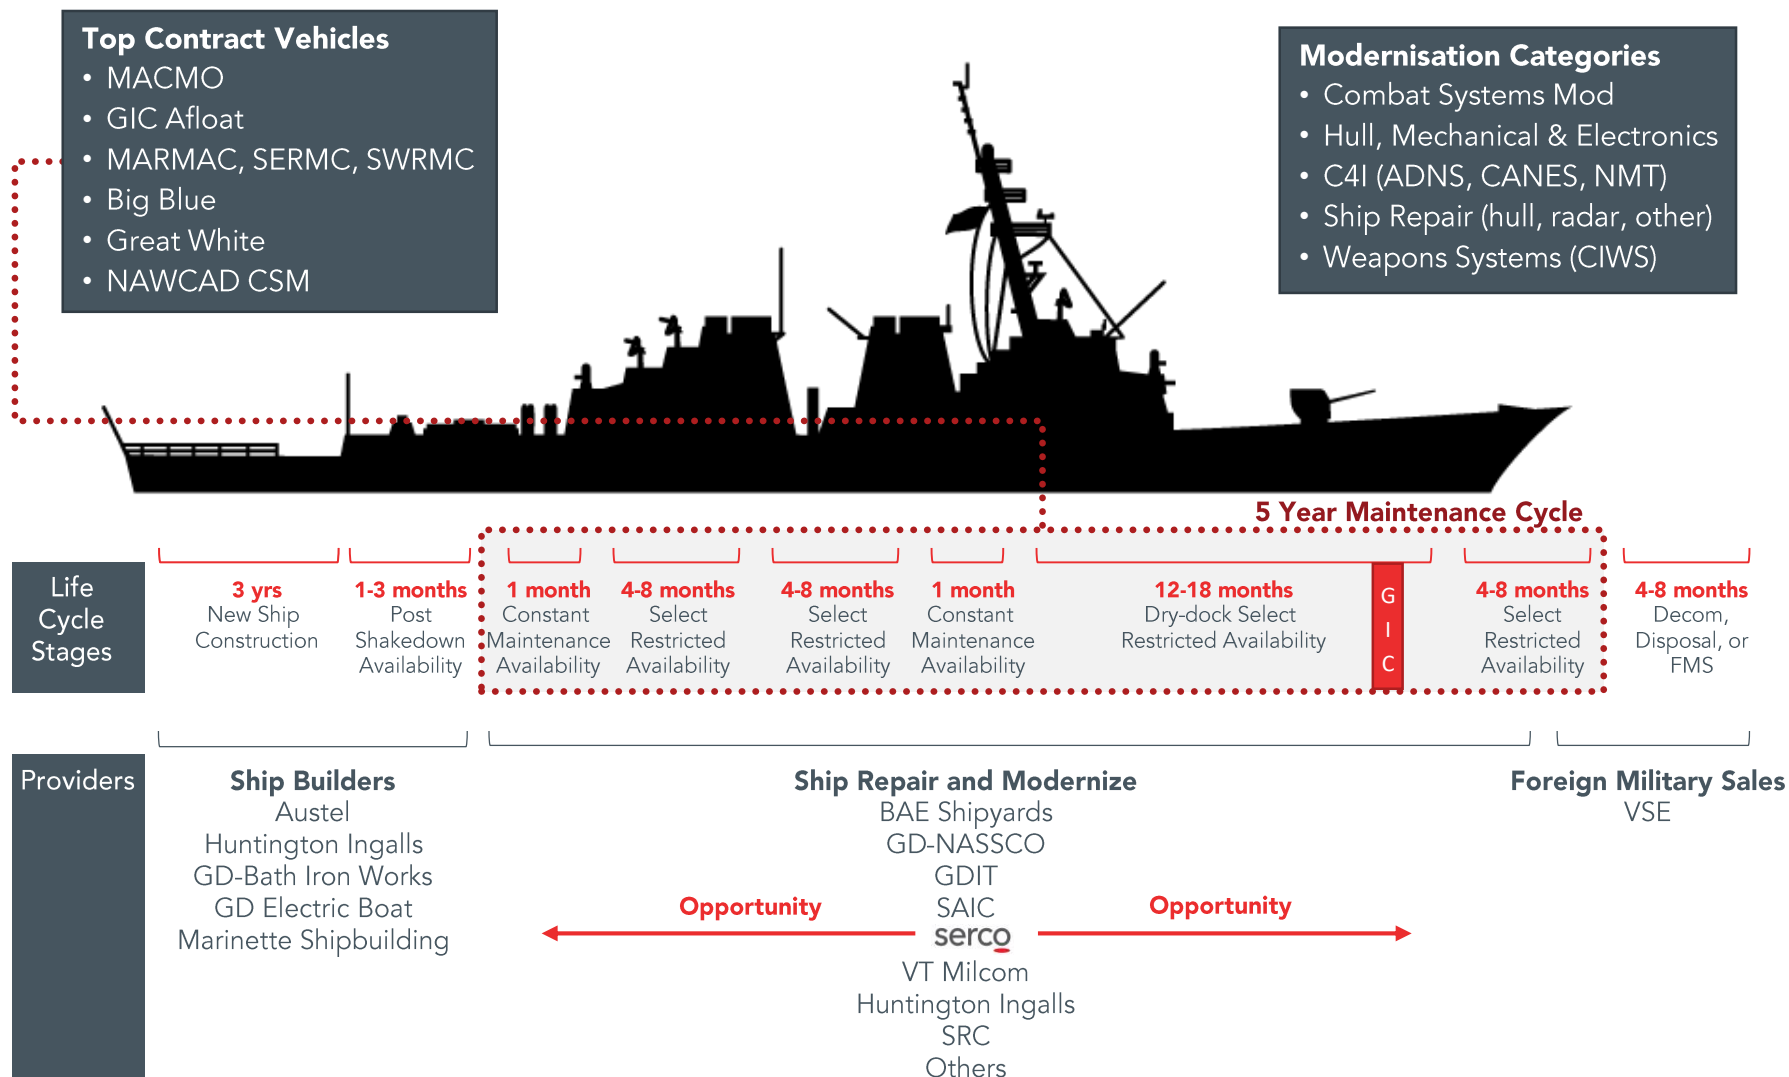 Top Contract Vehicles
• MACMO
• GIC Afloat
• MARMAC, SERMC, SWRMC
• Big Blue
• Great White
• NAWCAD CSM
Modernisation Categories
• Combat Systems Mod
• Hull, Mechanical & Electronics
• C4I (ADNS, CANES, NMT)
• Ship Repair (hull, radar, other)
• Weapons Systems (CIWS)
5 Year Maintenance Cycle
Life
Cycle
Stages
3 yrs
New Ship
Construction
1-3 months
Post
Shakedown
Availability
1 month
Constant
Maintenance
Availability
4-8 months
Select
Restricted
Availability
4-8 months
Select
Restricted
Availability
1 month
Constant
Maintenance
Availability
12-18 months
Dry-dock Select
Restricted Availability
G
I
C
4-8 months
Select
Restricted
Availability
4-8 months
Decom,
Disposal, or
FMS
Providers
Ship Builders
Austel
Huntington Ingalls
GD-Bath Iron Works
GD Electric Boat
Marinette Shipbuilding
Ship Repair and Modernize
BAE Shipyards
GD-NASSCO
GDIT
SAIC
Opportunity
serco
Opportunity
VT Milcom
Huntington Ingalls
SRC
Others
Foreign Military Sales
VSE